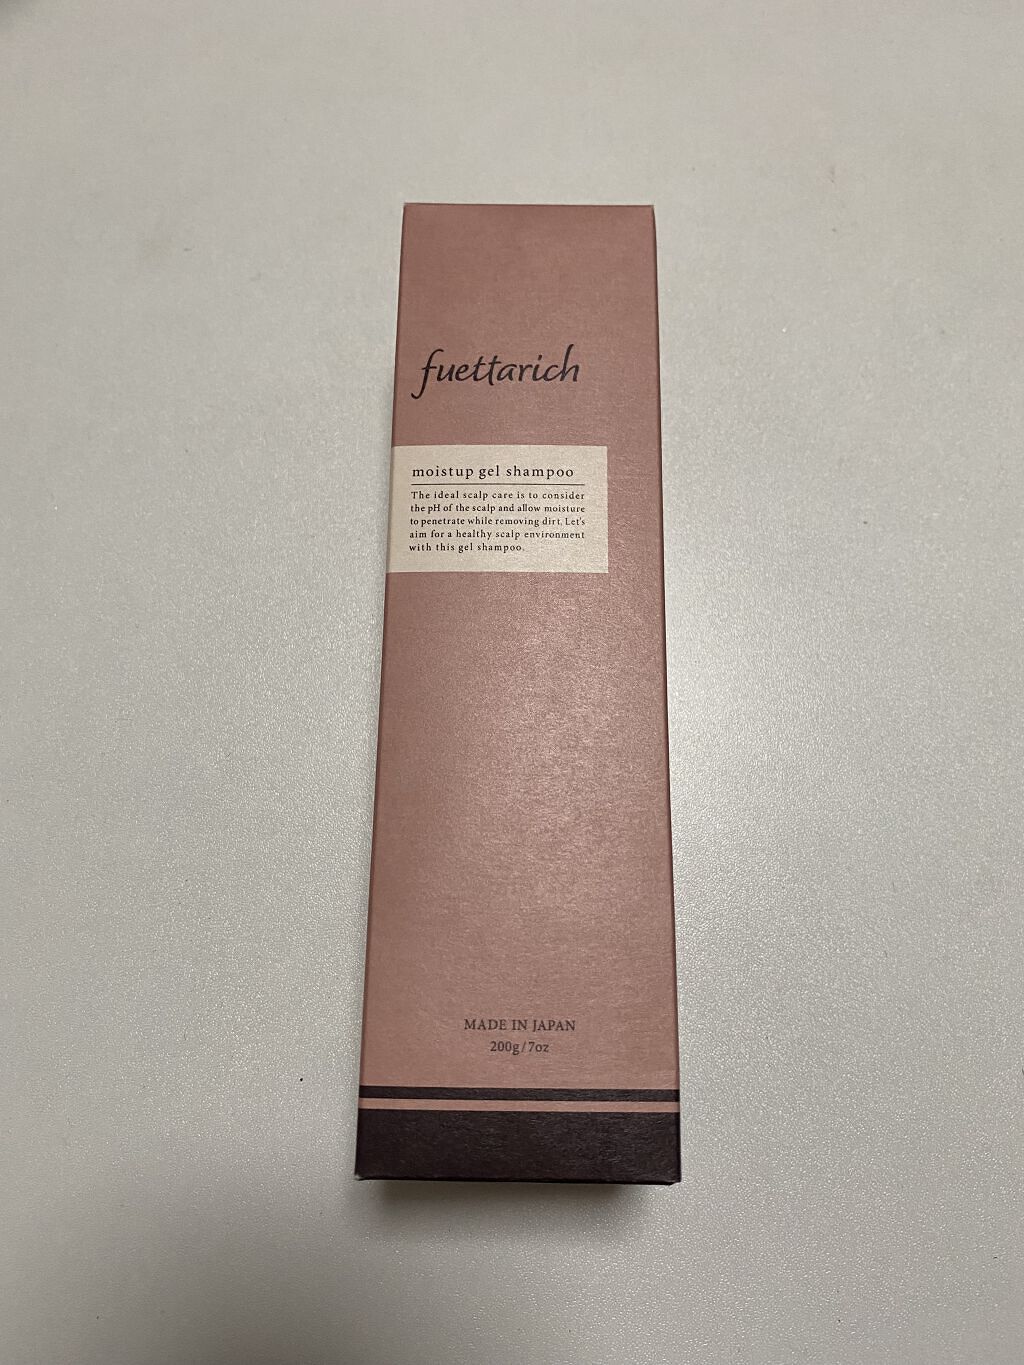 fuettarich
moistup gel shampoo
The ideal scalp care is to consider
the pH of the scalp and allow moisture
to penetrate while removing dirt. Let's
aim for a healthy scalp environment
with this gel shampoo.
MADE IN JAPAN
200g/7oz